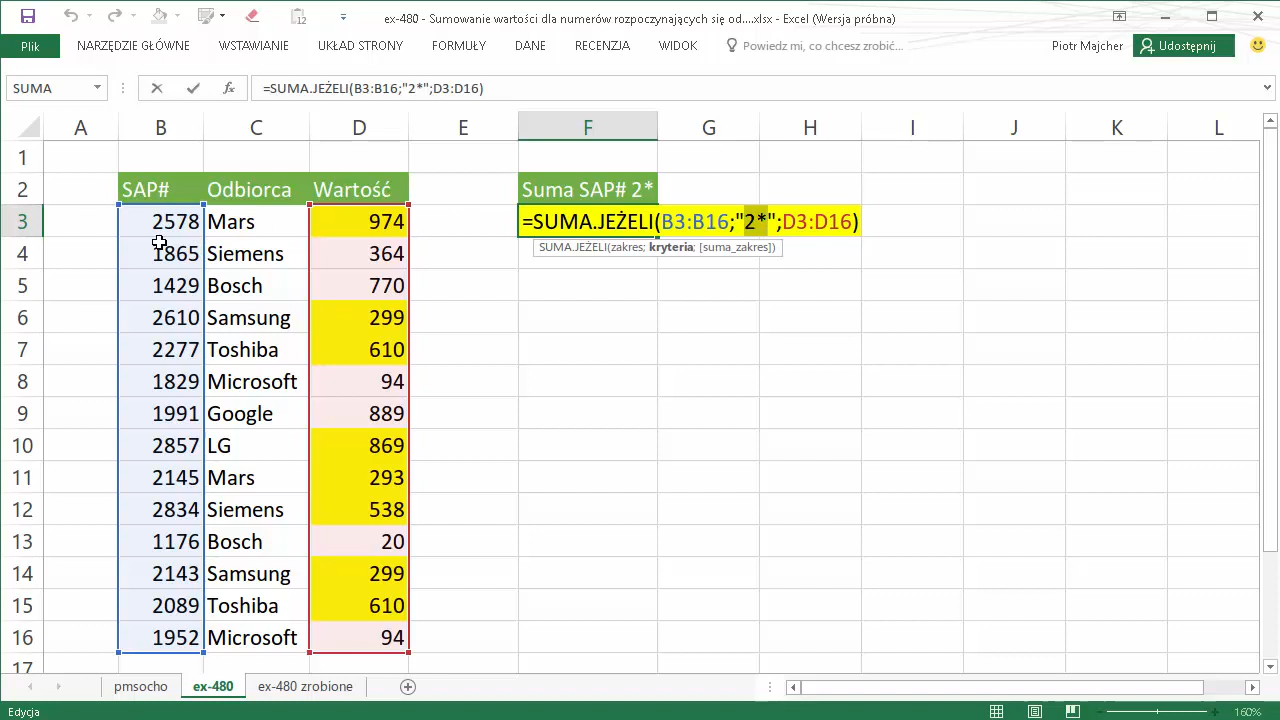 ex-480 - Sumowanie wartości dla numerów rozpoczynających się od....xlsx - Excel (Wersja próbna)
Plik NARZĘDZIE GŁÓWNE WSTAWIANIE UKŁAD STRONY FORMUŁY DANE RECENZJA WIDOK Powiedz mi, co chcesz zrobić... Piotr Majcher Udostępnij
SUMA fx =SUMA.JEŻELI(B3:B16;"2*";D3:D16)
A B C D E F G H I J K L
1
2 SAP# Odbiorca Wartość Suma SAP# 2*
3 2578 Mars 974 =SUMA.JEŻELI(B3:B16;"2*";D3:D16)
SUMA.JEŻELI(zakres; kryteria; [suma_zakres])
4 1865 Siemens 364
5 1429 Bosch 770
6 2610 Samsung 299
7 2277 Toshiba 610
8 1829 Microsoft 94
9 1991 Google 889
10 2857 LG 869
11 2145 Mars 293
12 2834 Siemens 538
13 1176 Bosch 20
14 2143 Samsung 299
15 2089 Toshiba 610
16 1952 Microsoft 94
17
pmsocho ex-480 ex-480 zrobione
Edycja 160%